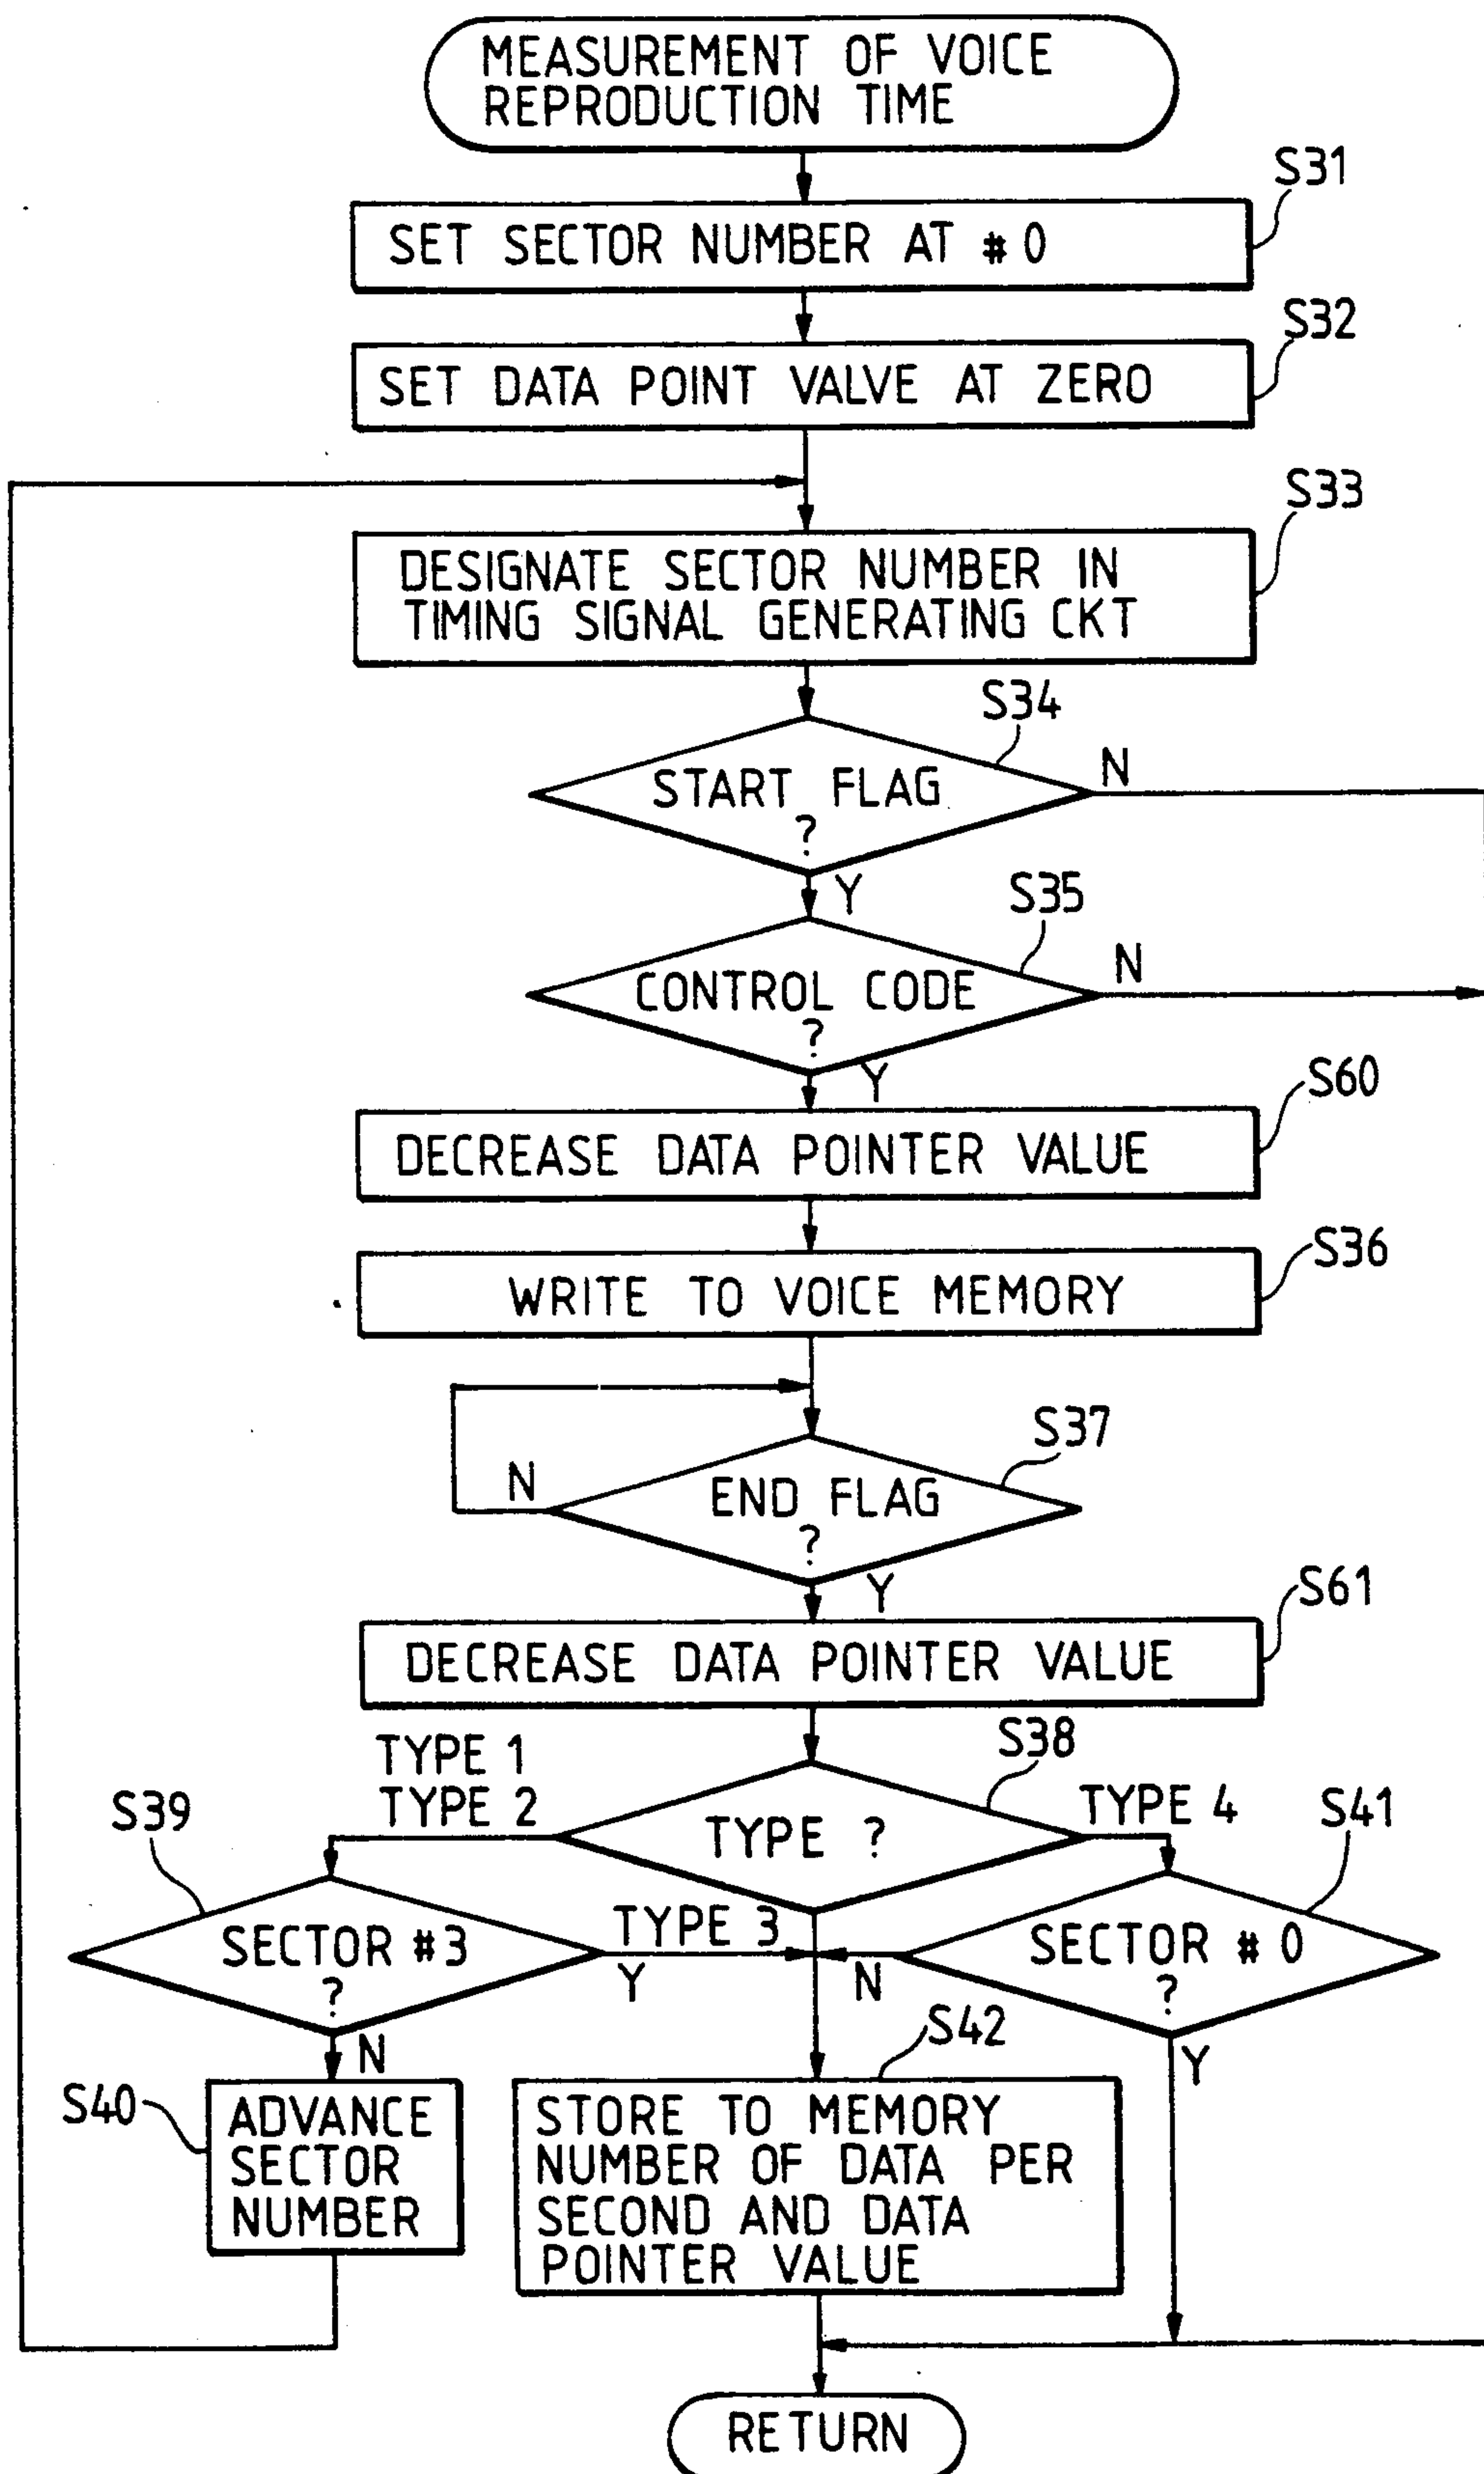 MEASUREMENT OF VOICE
REPRODUCTION TIME
S31
SET SECTOR NUMBER AT #0
S32
SET DATA POINT VALVE AT ZERO
S33
DESIGNATE SECTOR NUMBER IN
TIMING SIGNAL GENERATING CKT
S34
N
START FLAG
?
Y
S35
N
CONTROL CODE
?
Y
S60
DECREASE DATA POINTER VALUE
S36
WRITE TO VOICE MEMORY
S37
N
END FLAG
?
Y
S61
DECREASE DATA POINTER VALUE
S38
TYPE 1
TYPE 2
TYPE 4
S39
S41
TYPE ?
TYPE 3
SECTOR #3
?
Y
SECTOR #0
?
N
N
S42
Y
S40
ADVANCE
SECTOR
NUMBER
STORE TO MEMORY
NUMBER OF DATA PER
SECOND AND DATA
POINTER VALUE
RETURN